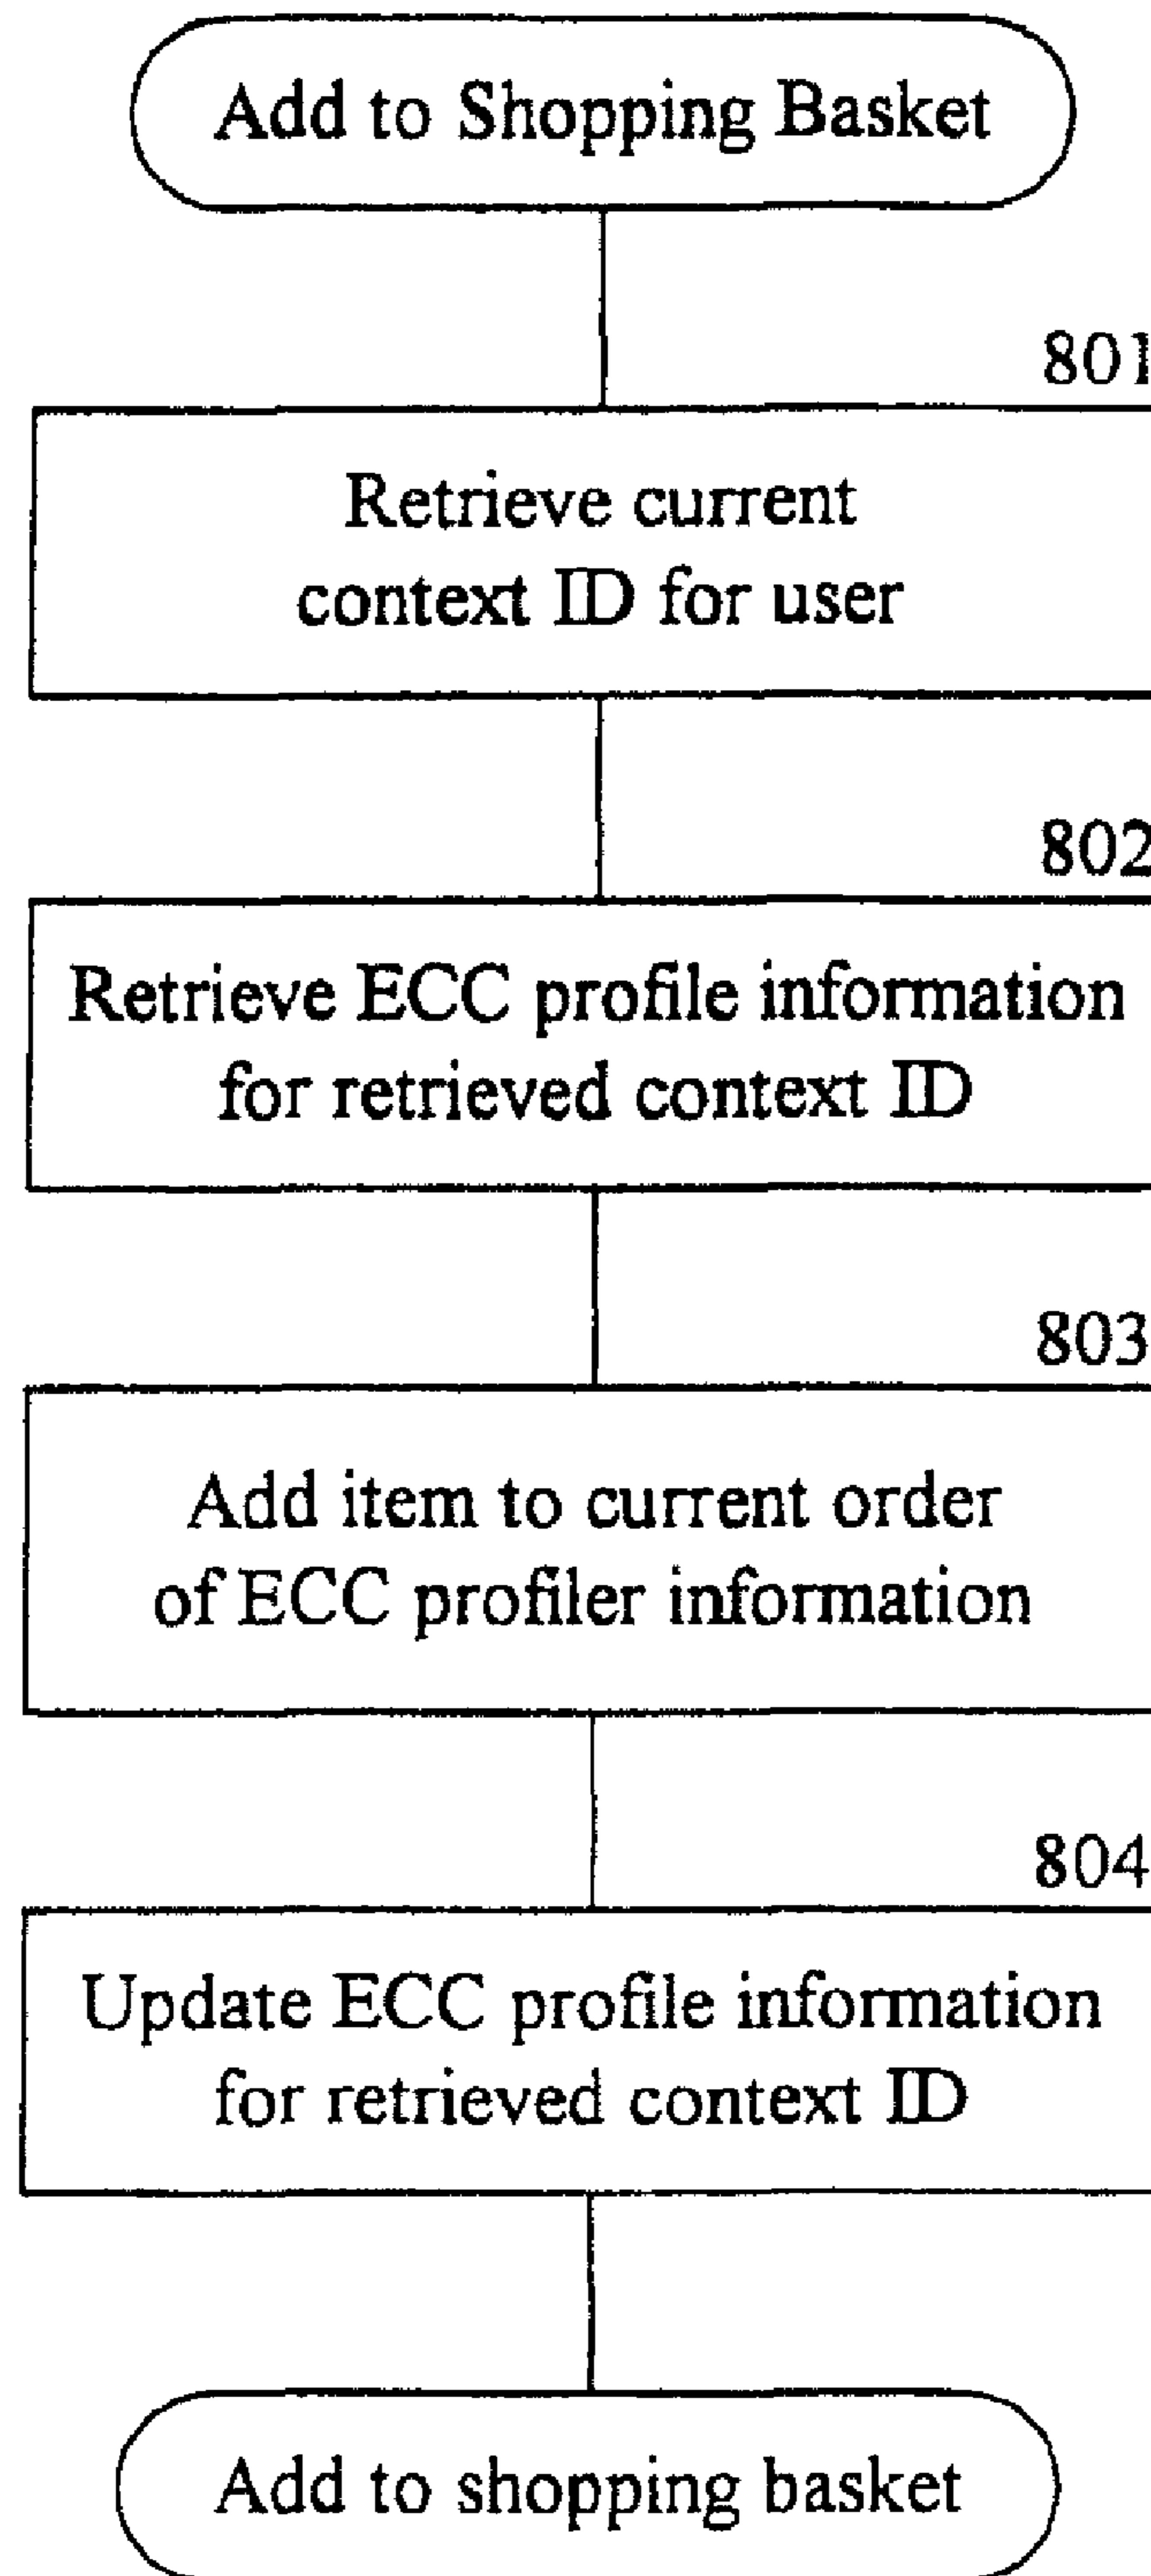 Add to Shopping Basket
801
Retrieve current
context ID for user
802
Retrieve ECC profile information
for retrieved context ID
803
Add item to current order
of ECC profiler information
804
Update ECC profile information
for retrieved context ID
Add to shopping basket